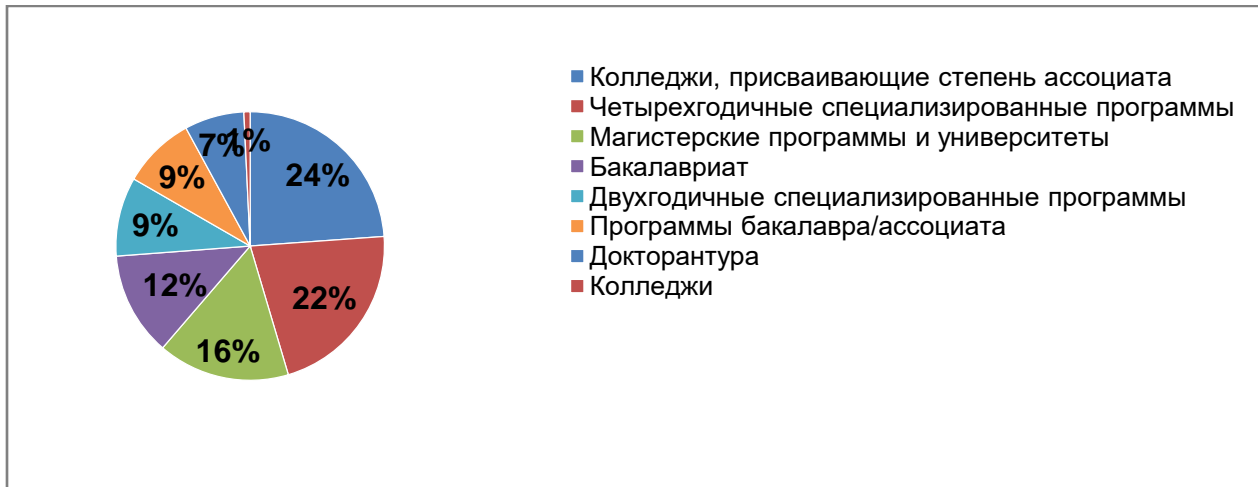 Колледжи, присваивающие степень ассоциата
Четырехгодичные специализированные программы
Магистерские программы и университеты
Бакалавриат
Двухгодичные специализированные программы
Программы бакалавра/ассоциата
Докторантура
Колледжи
7%
1%
24%
9%
9%
12%
22%
16%